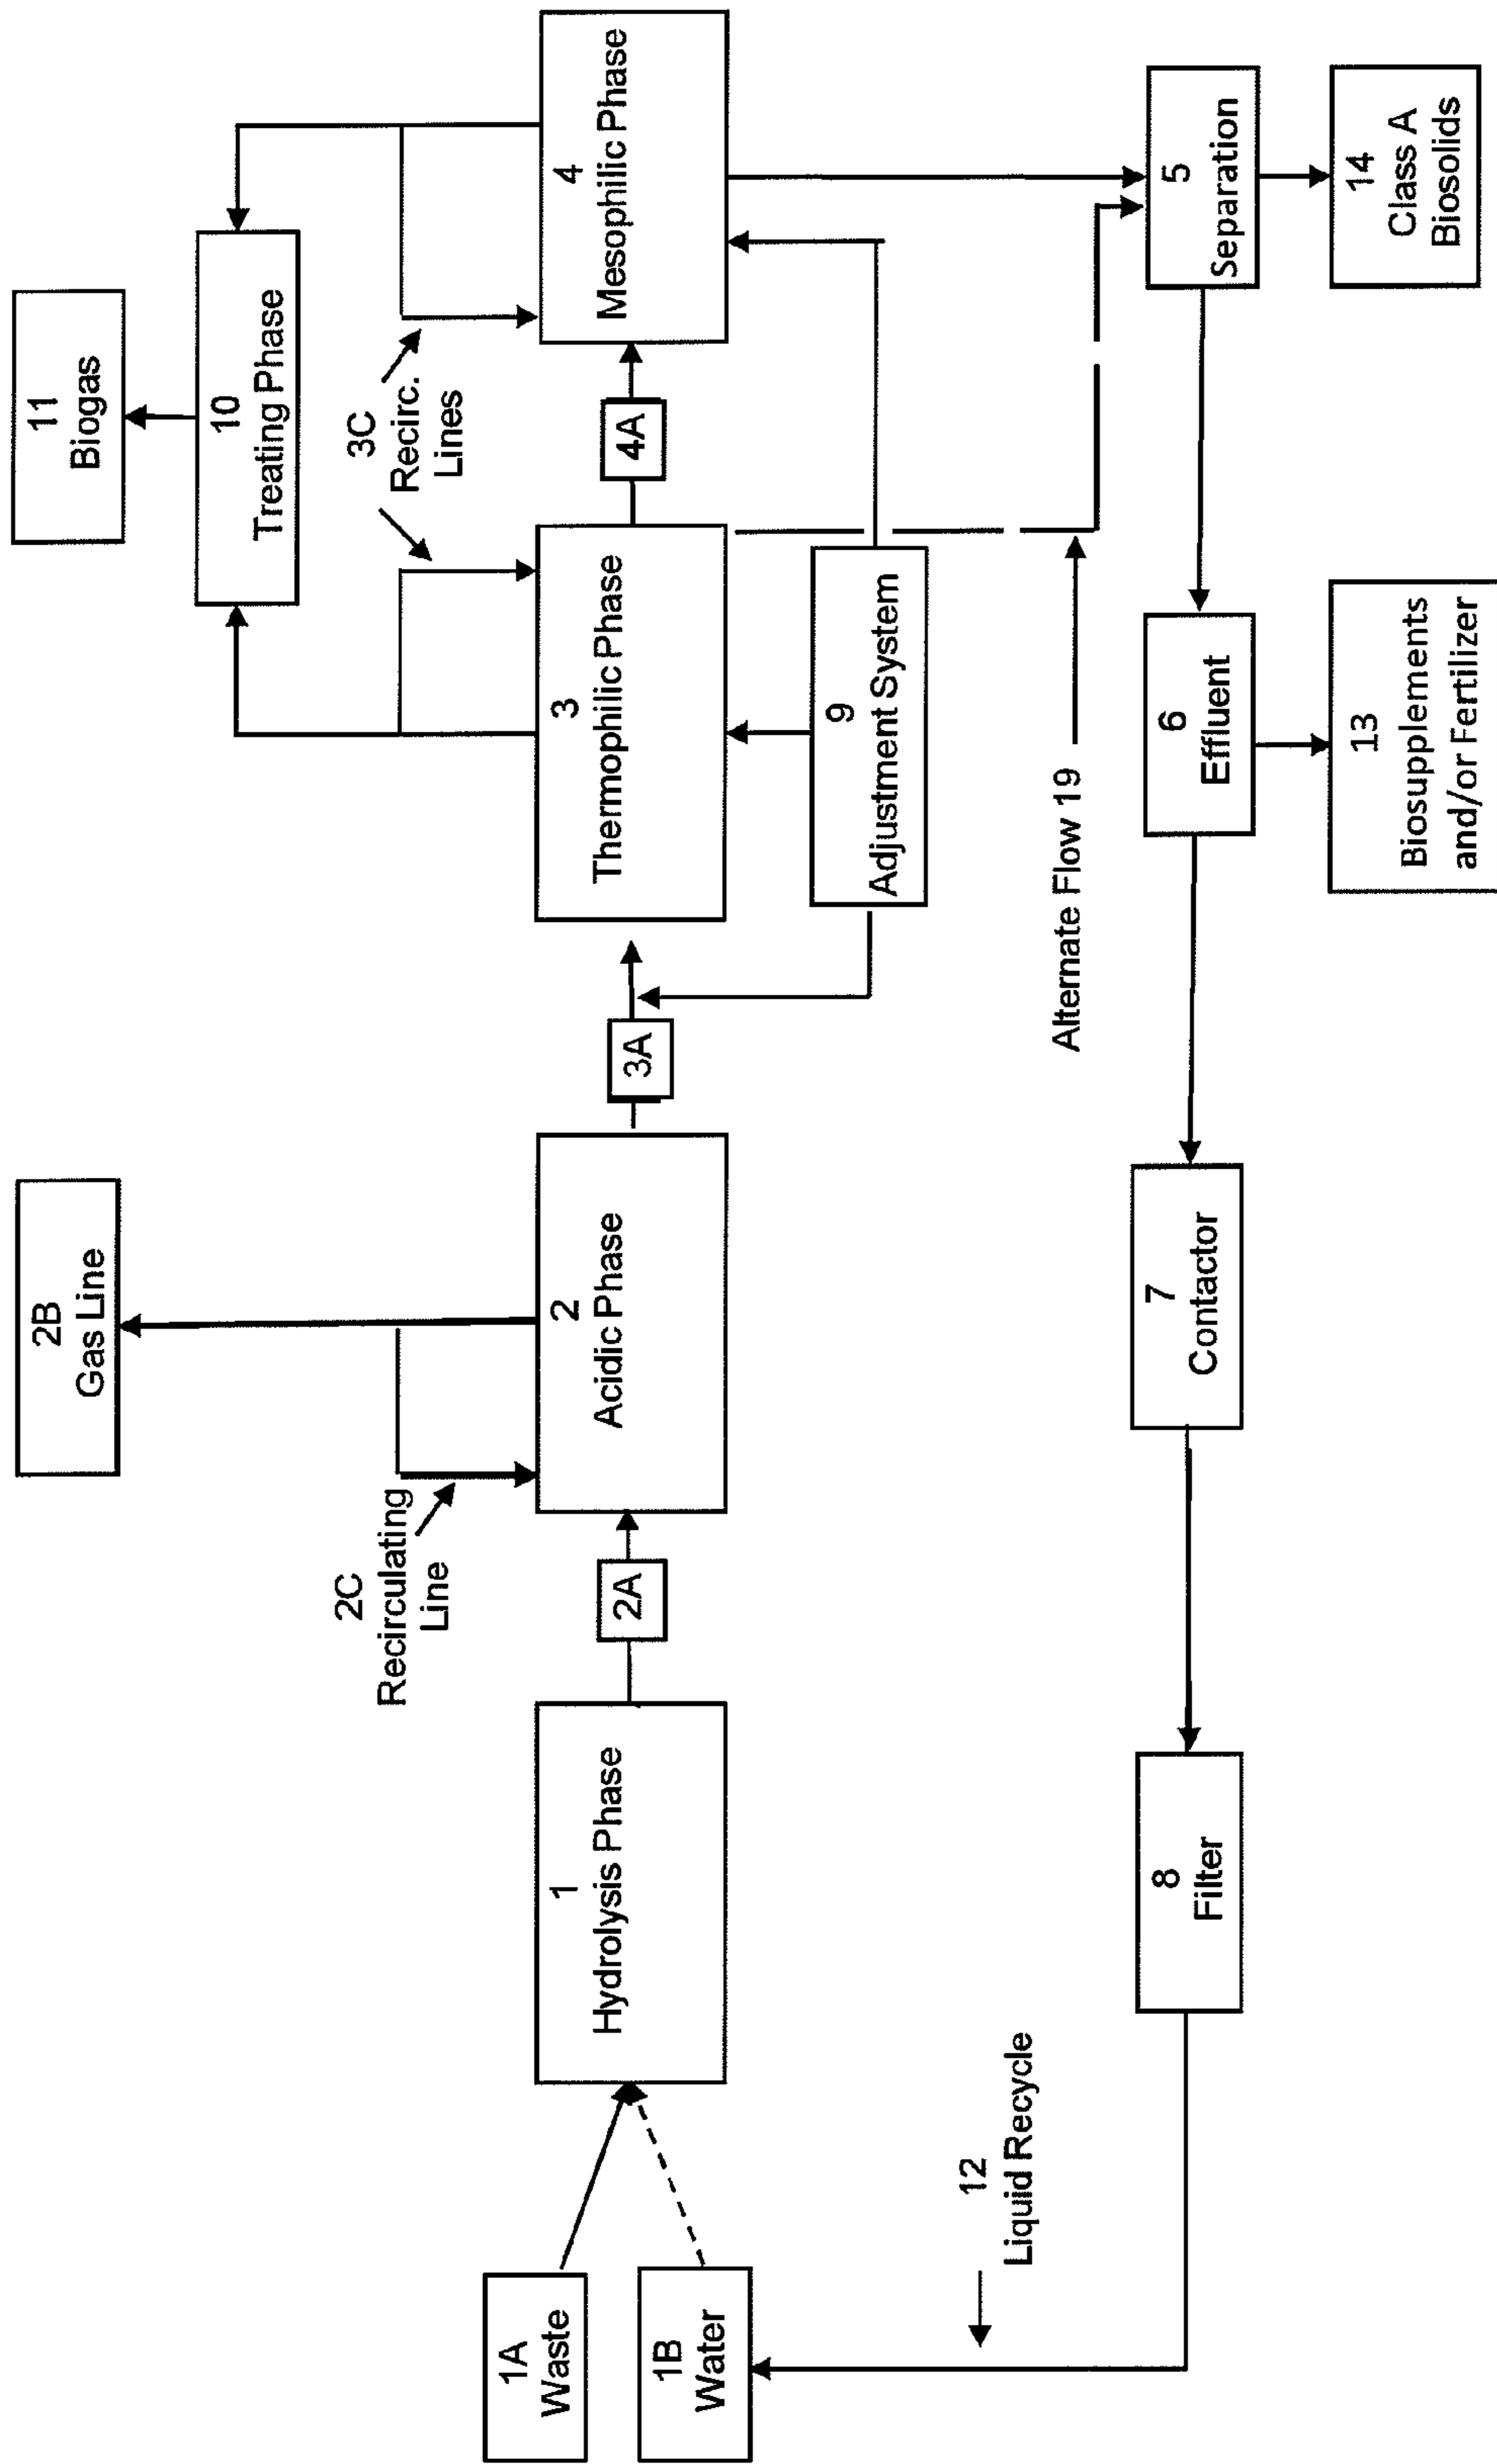 2B
Gas Line
11
Biogas
10
Treating Phase
2C
Recirculating
Line
3C
Recirc.
Lines
1A
Waste
1B
Water
1
Hydrolysis Phase
2A
2
Acidic Phase
3A
3
Thermophilic Phase
4A
4
Mesophilic Phase
9
Adjustment System
12
Liquid Recycle
Alternate Flow 19
8
Filter
7
Contactor
6
Effluent
5
Separation
13
Biosupplements
and/or Fertilizer
14
Class A
Biosolids